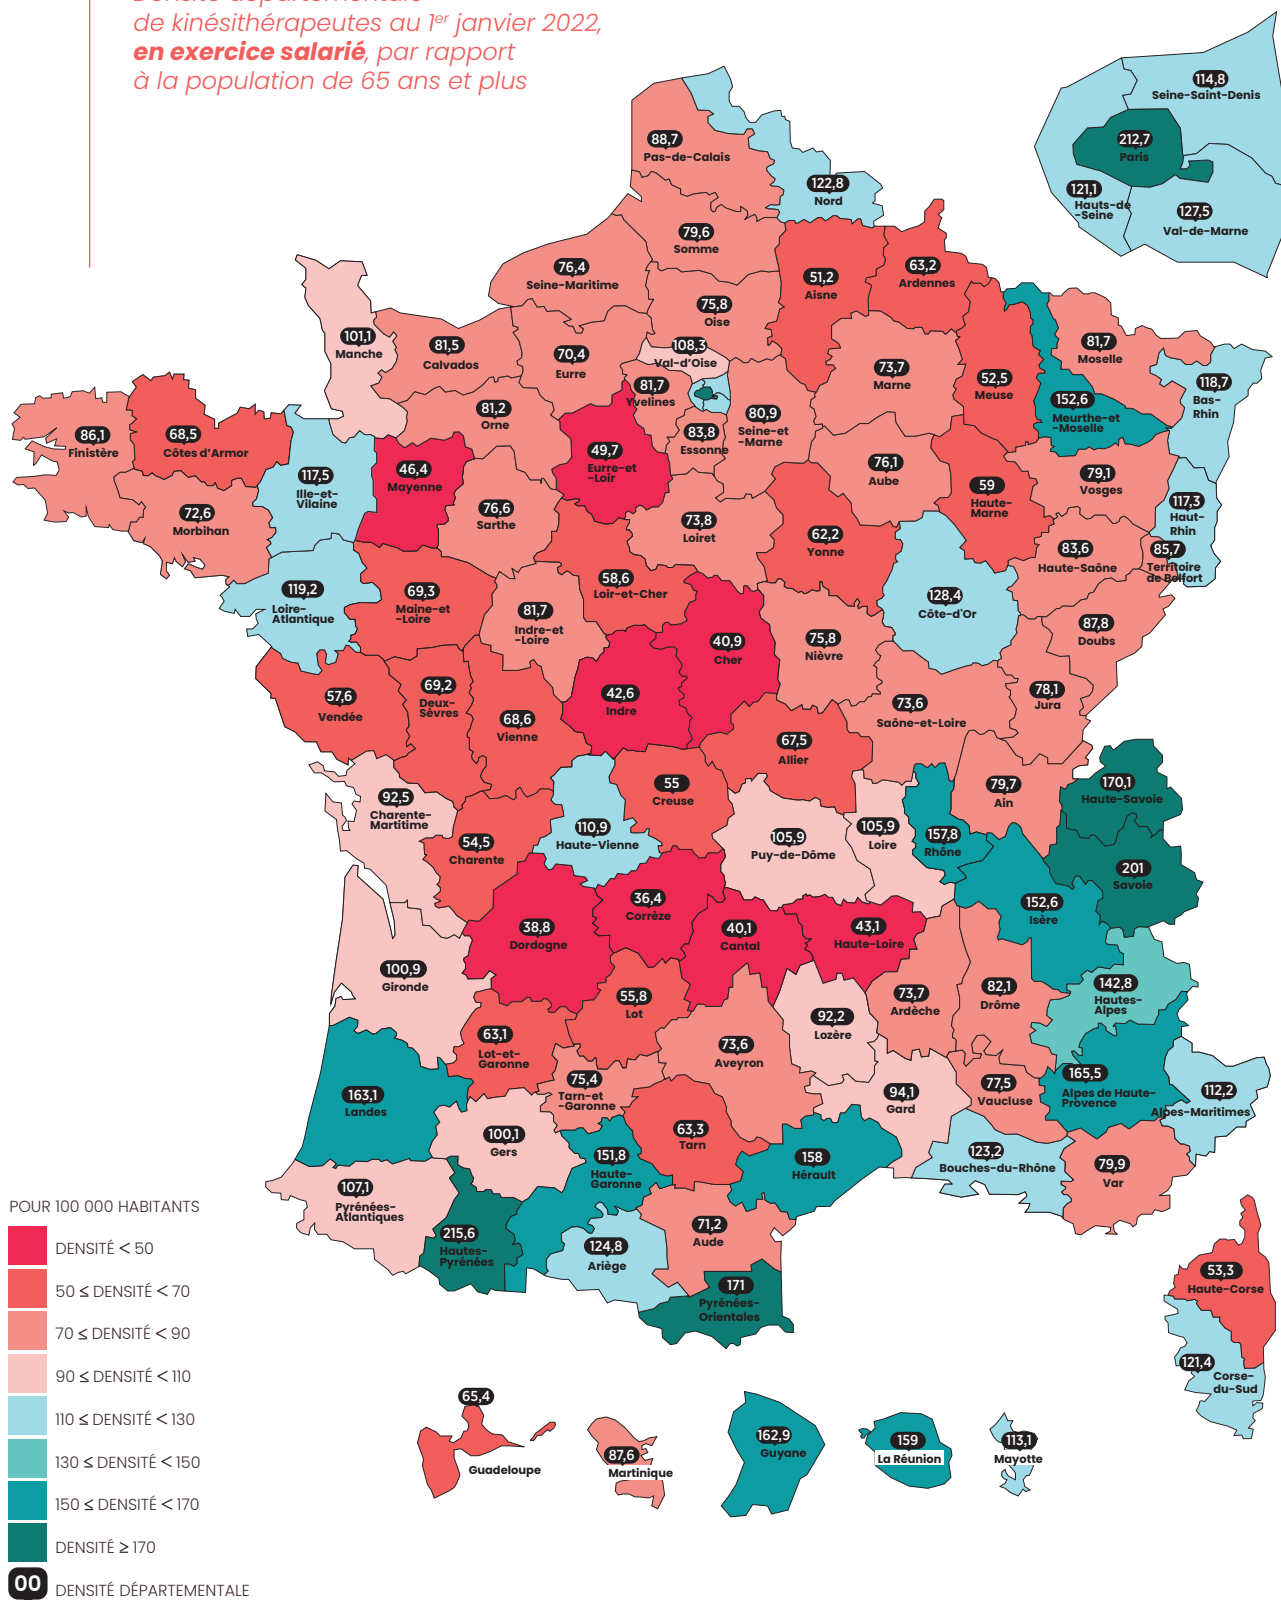 Densité départementale
de kinésithérapeutes au 1er janvier 2022,
en exercice salarié, par rapport
à la population de 65 ans et plus
114,8
Seine-Saint-Denis
212,7
Paris
121,1
Hauts-de
-Seine
127,5
Val-de-Marne
88,7
Pas-de-Calais
122,8
Nord
79,6
Somme
76,4
Seine-Maritime
51,2
Aisne
63,2
Ardennes
75,8
Oise
101,1
Manche
81,5
Calvados
70,4
Eurre
108,3
Val-d'Oise
73,7
Marne
52,5
Meuse
81,7
Moselle
152,6
Meurthe-et
-Moselle
118,7
Bas-
Rhin
81,7
Yvelines
83,8
Essonne
80,9
Seine-et
-Marne
86,1
Finistère
68,5
Côtes d'Armor
81,2
Orne
117,5
Ille-et-
Vilaine
46,4
Mayenne
49,7
Eurre-et
-Loir
76,1
Aube
59
Haute-
Marne
79,1
Vosges
117,3
Haut-
Rhin
72,6
Morbihan
76,6
Sarthe
73,8
Loiret
62,2
Yonne
83,6
Haute-Saône
85,7
Territoire
de Belfort
119,2
Loire-
Atlantique
69,3
Maine-et
-Loire
58,6
Loir-et-Cher
128,4
Côte-d'Or
81,7
Indre-et
-Loire
40,9
Cher
75,8
Nièvre
87,8
Doubs
57,6
Vendée
69,2
Deux-
Sèvres
68,6
Vienne
42,6
Indre
73,6
Saône-et-Loire
78,1
Jura
67,5
Allier
92,5
Charente-
Martitime
55
Creuse
79,7
Ain
170,1
Haute-Savoie
54,5
Charente
110,9
Haute-Vienne
105,9
Puy-de-Dôme
105,9
Loire
157,8
Rhône
201
Savoie
38,8
Dordogne
36,4
Corrèze
40,1
Cantal
43,1
Haute-Loire
152,6
Isère
100,9
Gironde
55,8
Lot
92,2
Lozère
73,7
Ardèche
82,1
Drôme
142,8
Hautes-
Alpes
63,1
Lot-et-
Garonne
73,6
Aveyron
163,1
Landes
75,4
Tarn-et
-Garonne
94,1
Gard
77,5
Vaucluse
165,5
Alpes de Haute-
Provence
112,2
Alpes-Maritimes
100,1
Gers
63,3
Tarn
151,8
Haute-
Garonne
158
Hérault
123,2
Bouches-du-Rhône
79,9
Var
107,1
Pyrénées-
Atlantiques
215,6
Hautes-
Pyrénées
124,8
Ariège
71,2
Aude
171
Pyrénées-
Orientales
53,3
Haute-Corse
121,4
Corse-
du-Sud
65,4
Guadeloupe
87,6
Martinique
162,9
Guyane
159
La Réunion
113,1
Mayotte
POUR 100 000 HABITANTS
DENSITÉ < 50
50 ≤ DENSITÉ < 70
70 ≤ DENSITÉ < 90
90 ≤ DENSITÉ < 110
110 ≤ DENSITÉ < 130
130 ≤ DENSITÉ < 150
150 ≤ DENSITÉ < 170
DENSITÉ ≥ 170
00 DENSITÉ DÉPARTEMENTALE